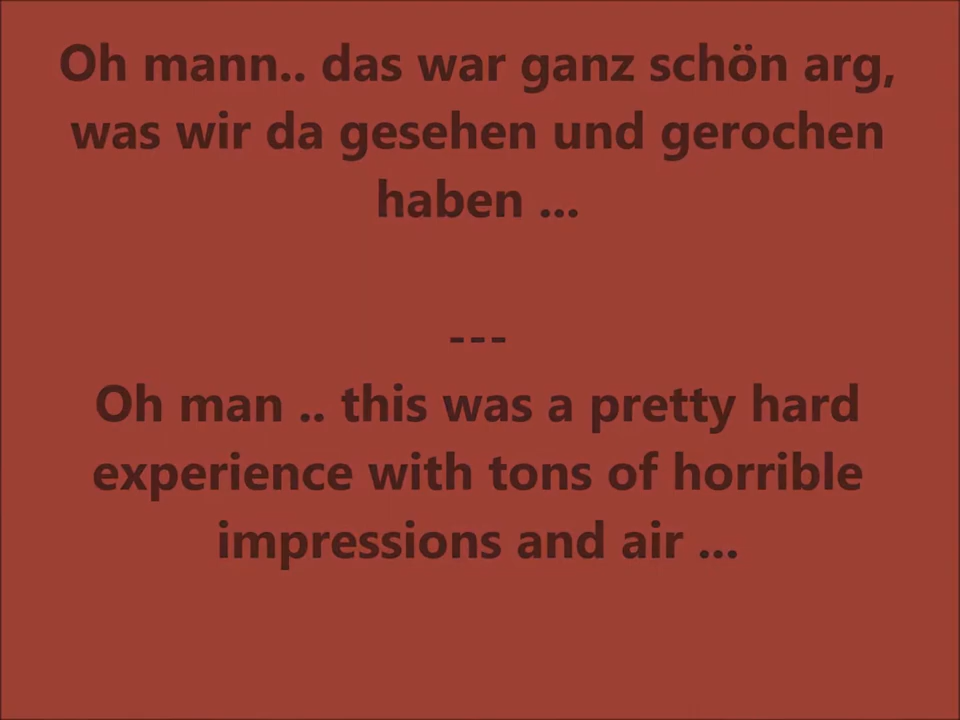 Oh mann.. das war ganz schön arg,
was wir da gesehen und gerochen
haben ...
---
Oh man .. this was a pretty hard
experience with tons of horrible
impressions and air ...